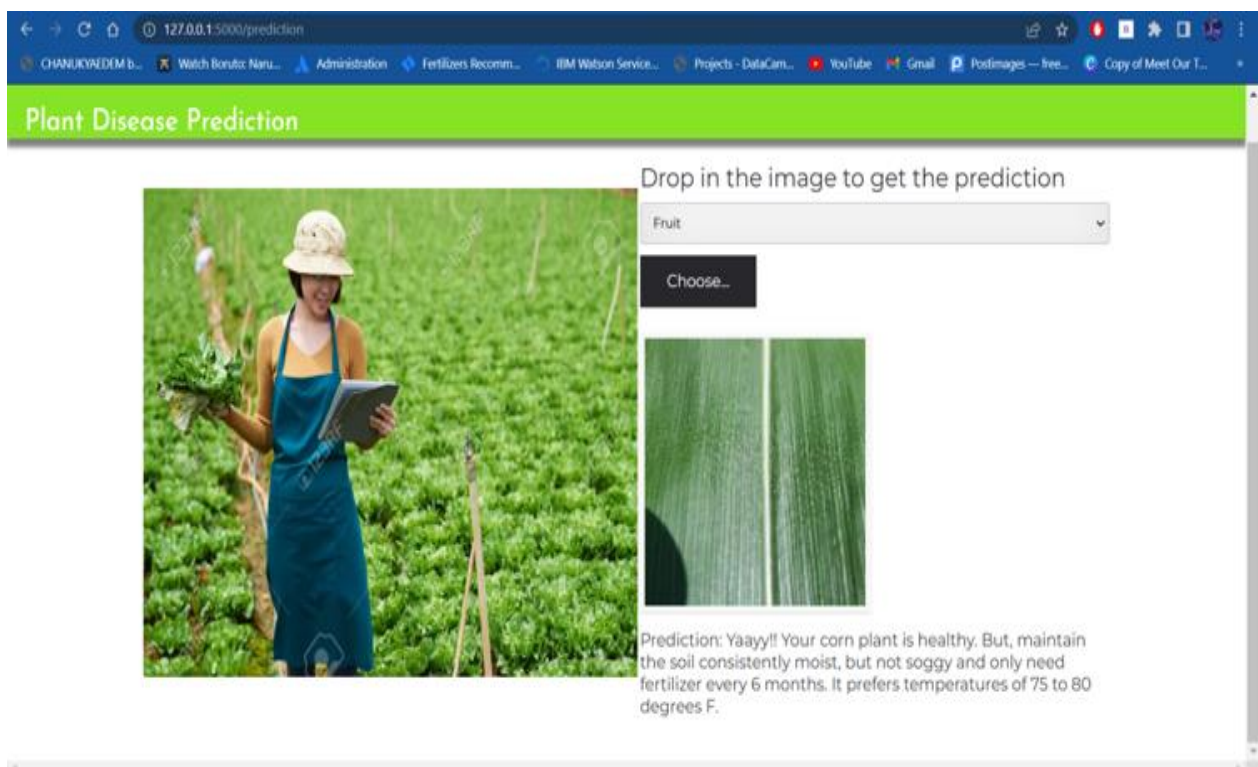 127.0.0.1:5000/prediction
CHANUKYAEDEM b... Watch Boruto: Naru... Administration Fertilizers Recomm... IBM Watson Service... Projects - DataCam... YouTube Gmail Postimages — free... Copy of Meet Our T...
Plant Disease Prediction
Drop in the image to get the prediction
Fruit
Choose...
Prediction: Yaayy!! Your corn plant is healthy. But, maintain
the soil consistently moist, but not soggy and only need
fertilizer every 6 months. It prefers temperatures of 75 to 80
degrees F.